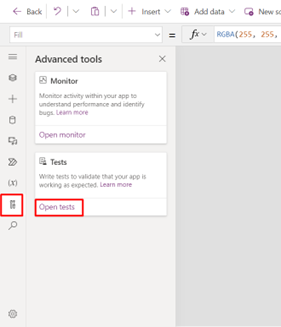 Back
Insert
Add data
New sc
Fill
=
fx
RGBA(255, 255,
Advanced tools
Monitor
Monitor activity within your app to
understand performance and identify
bugs. Learn more
Open monitor
Tests
Write tests to validate that your app is
working as expected. Learn more
Open tests
(x)